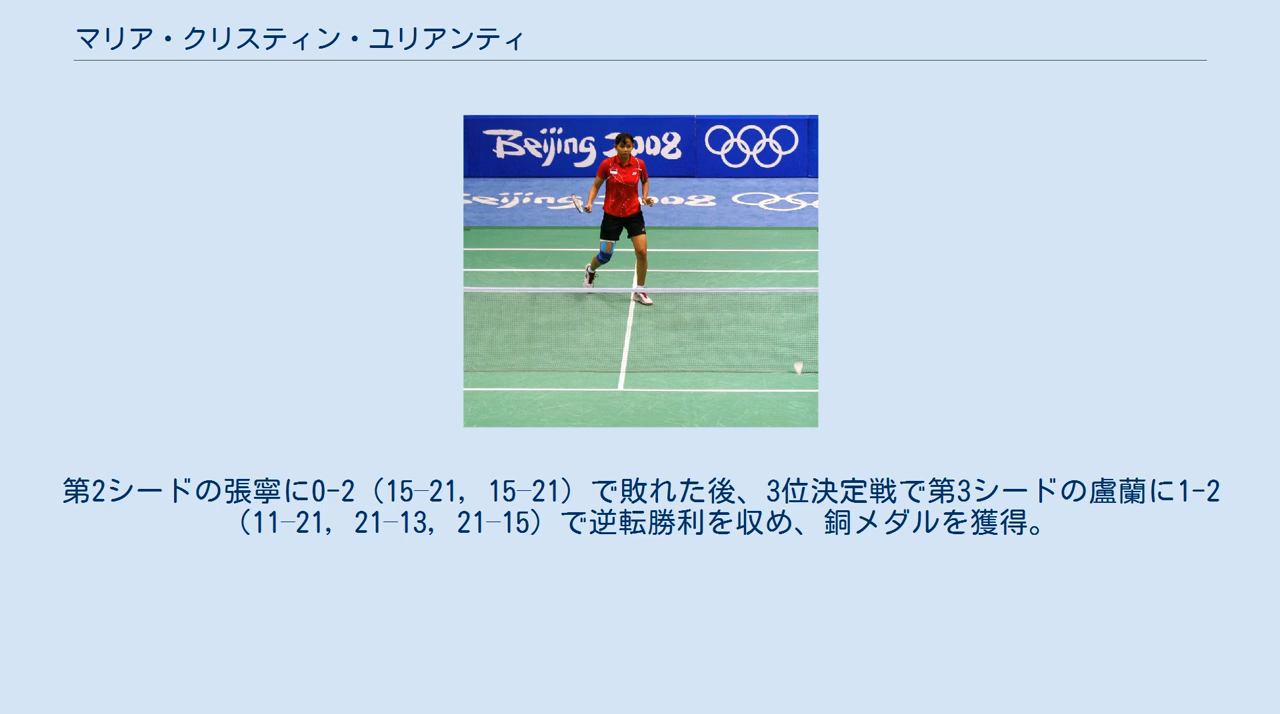 マリア・クリスティン・ユリアンティ
Beijing 2008
eijing 2008
第2シードの張寧に0-2（15–21, 15–21）で敗れた後、3位決定戦で第3シードの盧蘭に1-2
（11–21, 21–13, 21–15）で逆転勝利を収め、銅メダルを獲得。